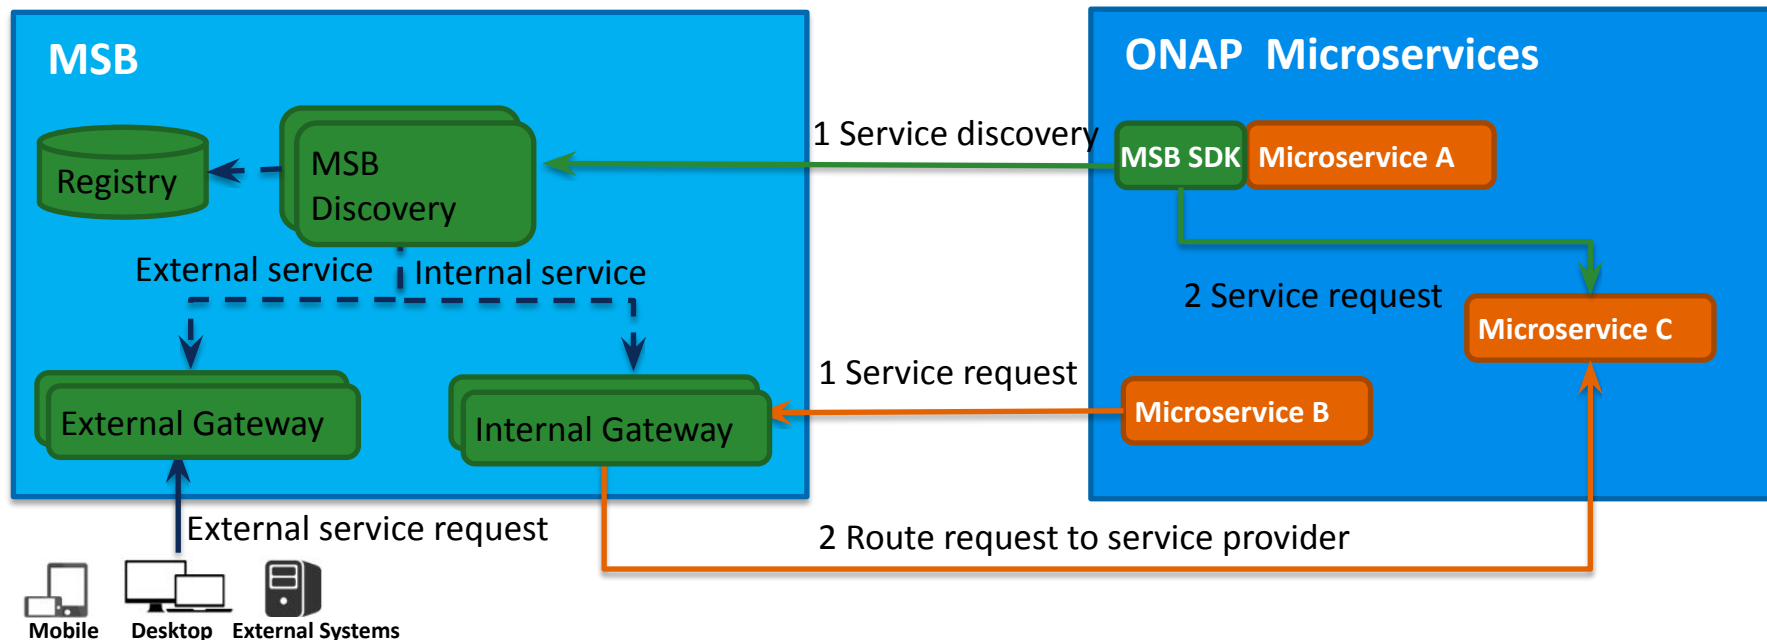 MSB
ONAP  Microservices
1 Service discovery
MSB SDK
Microservice A
MSB
Discovery
Registry
External service
Internal service
2 Service request
Microservice C
1 Service request
Microservice B
External Gateway
Internal Gateway
External service request
2 Route request to service provider
Mobile
Desktop
External Systems